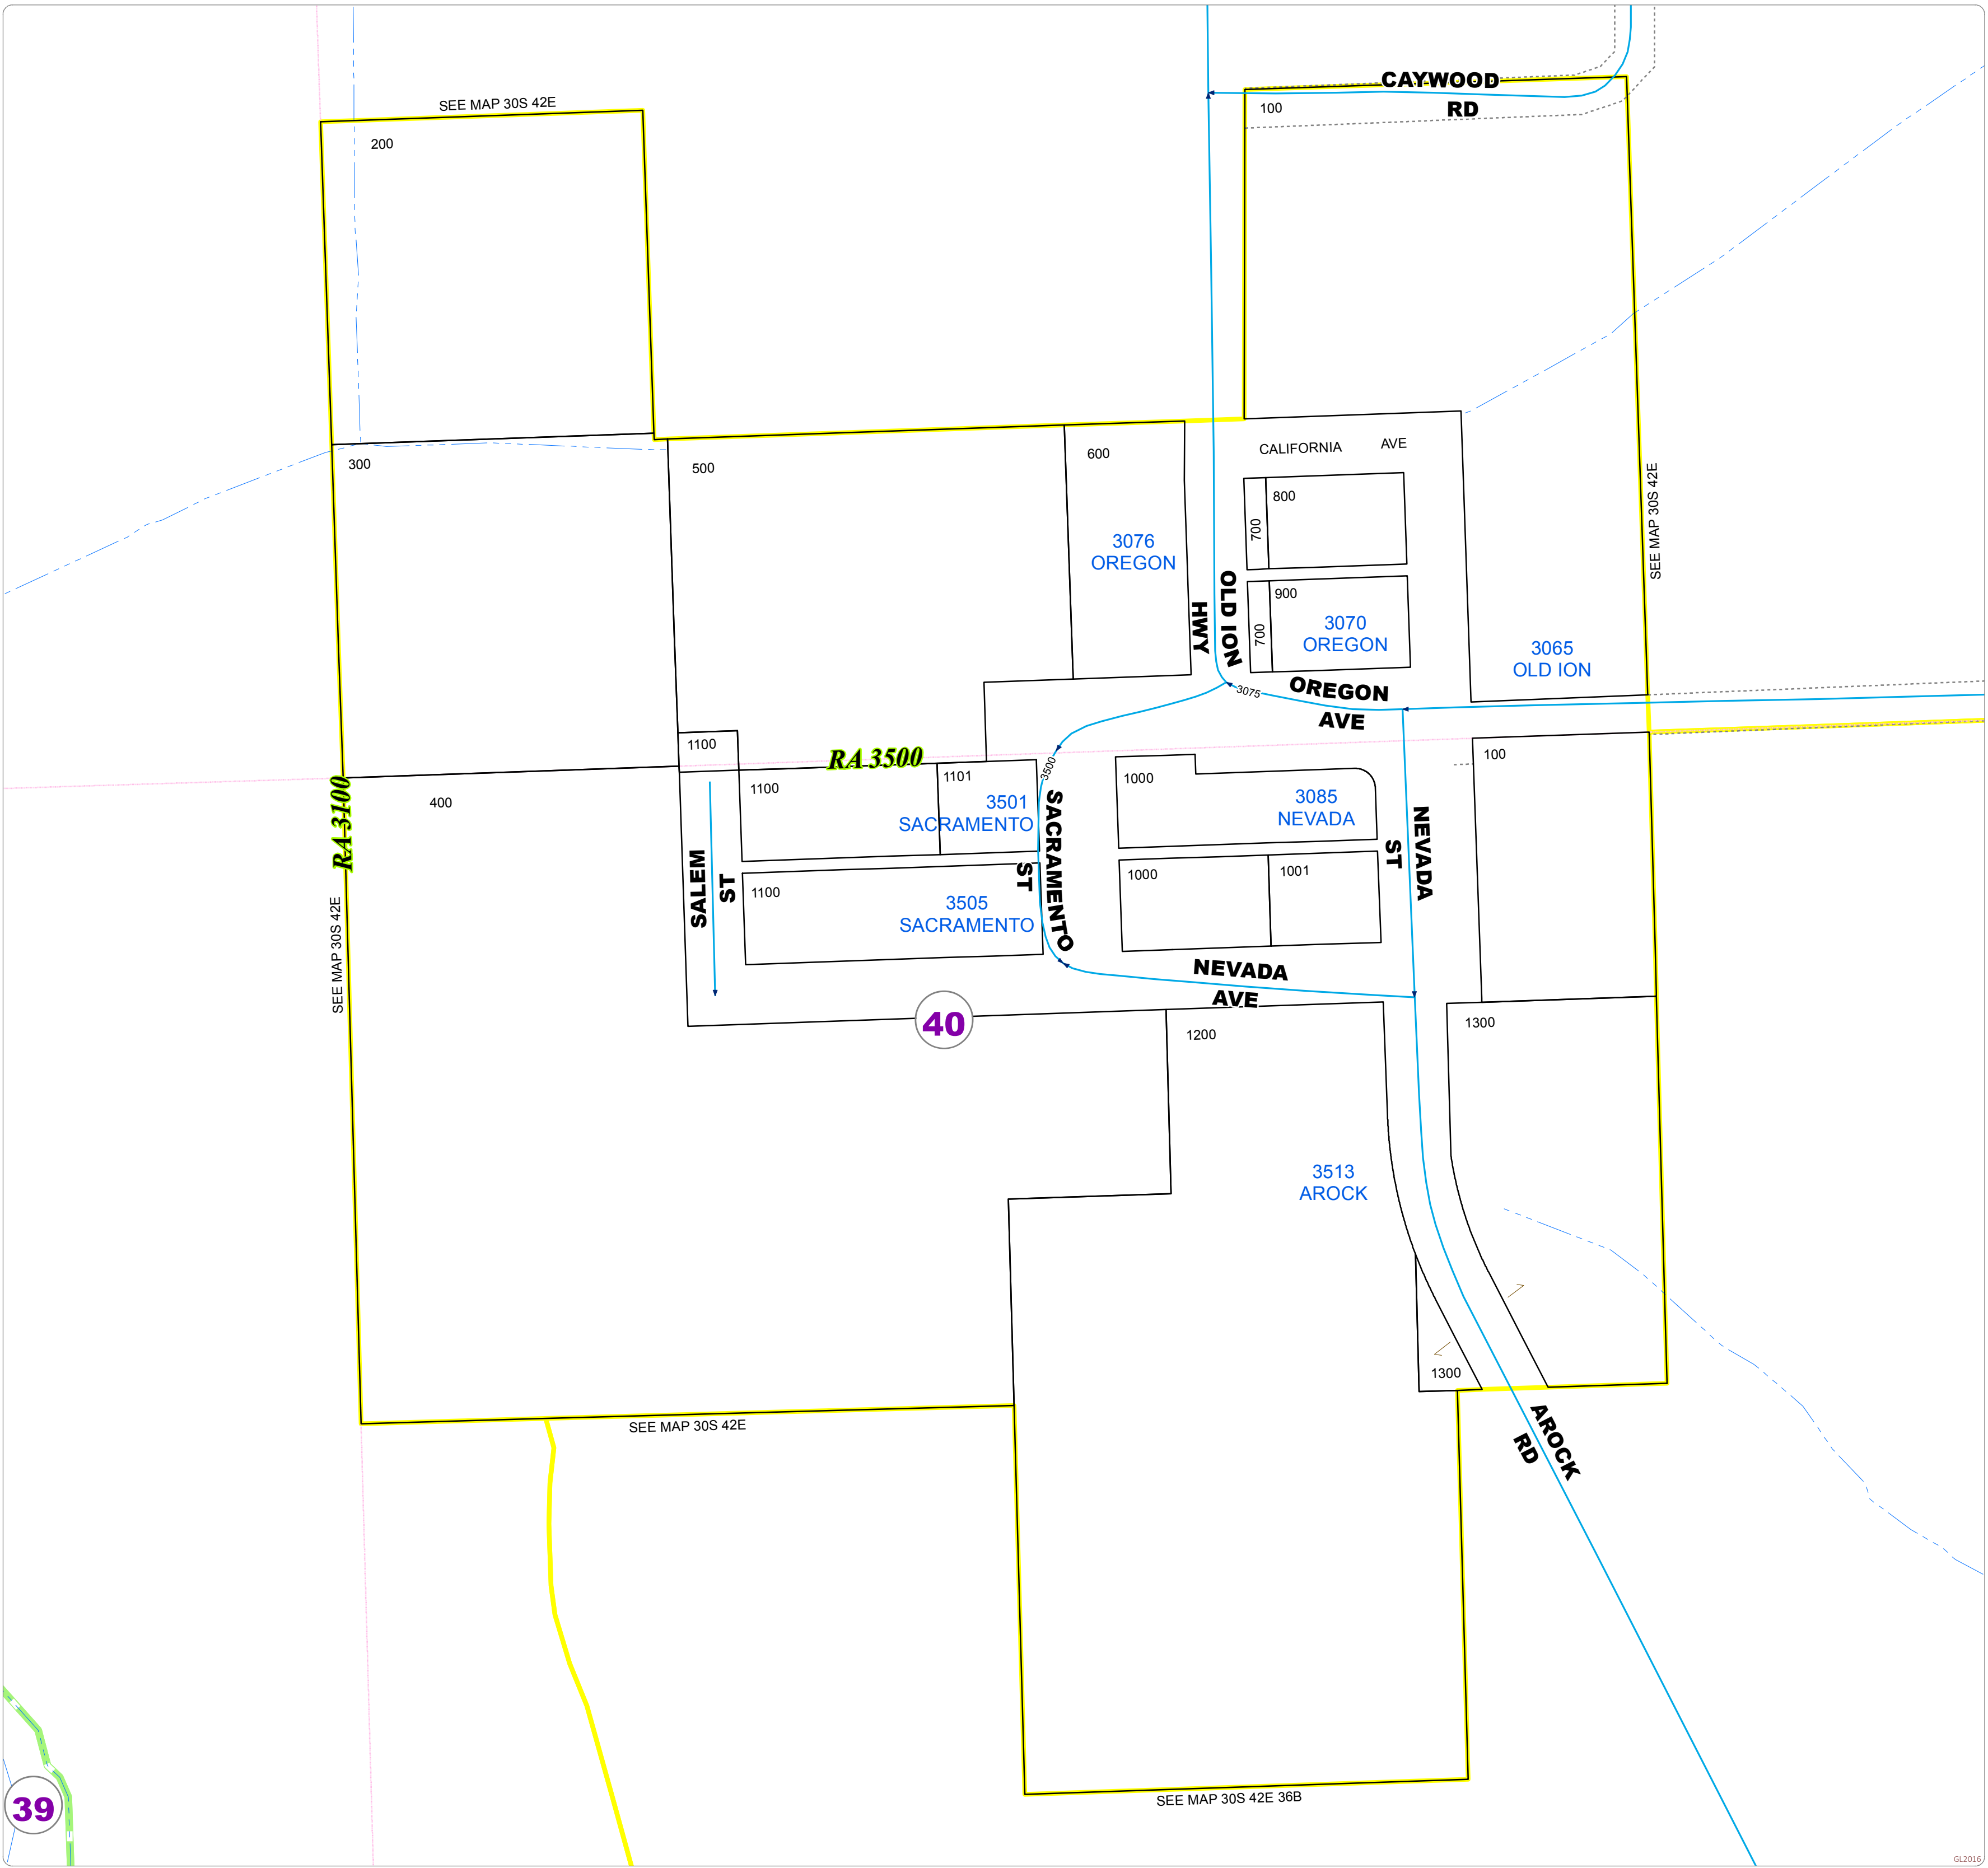 CAYWOOD
RD
SEE MAP 30S 42E
100
200
CALIFORNIA AVE
600
300
500
800
SEE MAP 30S 42E
700
3076
OREGON
OLD ION
HWY
900
3070
OREGON
700
3065
OLD ION
OREGON
AVE
3075
1100
RA 3500
3500
100
1100
1101
1000
3501
SACRAMENTO
3085
NEVADA
400
RA 3100
SACRAMENTO
ST
NEVADA
ST
SALEM
ST
1100
1000
1001
3505
SACRAMENTO
SEE MAP 30S 42E
NEVADA
AVE
40
1200
1300
3513
AROCK
1300
SEE MAP 30S 42E
AROCK
RD
SEE MAP 30S 42E 36B
39
GL2016